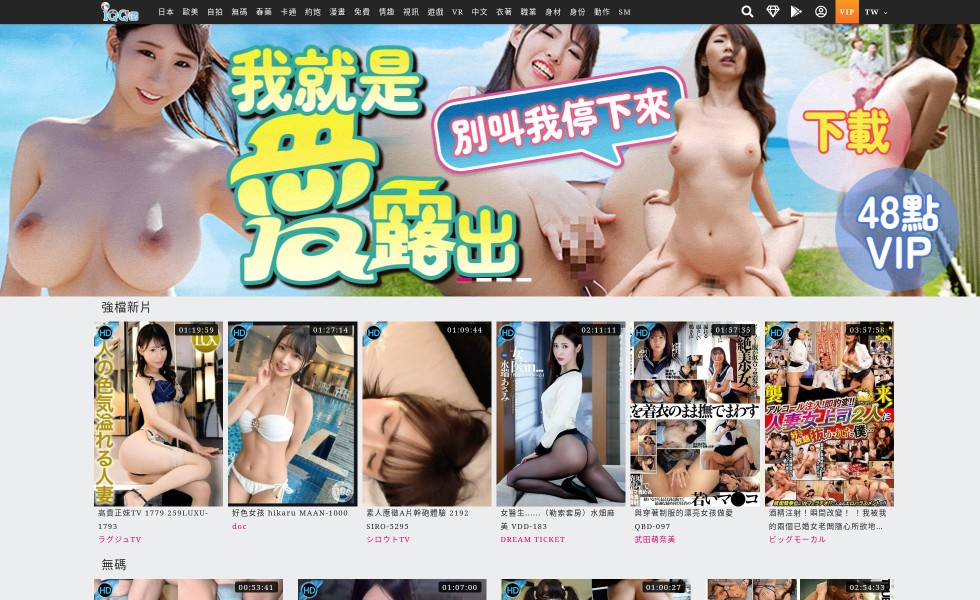 IQQ
日本 歐美 自拍 無碼 春藥 卡通 約炮 漫畫 免費 情趣 視訊 遊戲 VR 中文 衣著 職業 身材 身份 動作 SM
VIP TW
我就是
愛露出
別叫我停下來
下載
48點
VIP
強檔新片
HD 01:19:59
人の色気溢れる人妻
高貴正妹TV 1779 259LUXU-
1793
ラグジュTV
HD 01:27:14
好色女孩 hikaru MAAN-1000
doc
HD 01:09:44
素人應徵A片幹砲體驗 2192
SIRO-5295
シロウトTV
HD 02:11:11
水端あさみ
女醫生......（勒索套房）水端麻
美 VDD-183
DREAM TICKET
HD 01:57:35
絶美少女
を着衣のまま撫でまわす
與穿著制服的漂亮女孩做愛
QBD-097
武田萌奈美
HD 03:57:58
襲来
アルコール注入!即豹変!!
人妻女上司2人に
酒精注射！瞬間改變！！我被我
的兩個已婚女老闆隨心所欲地...
ビッグモーカル
無碼
HD 00:53:41
HD 01:07:00
HD 01:00:27
02:54:33